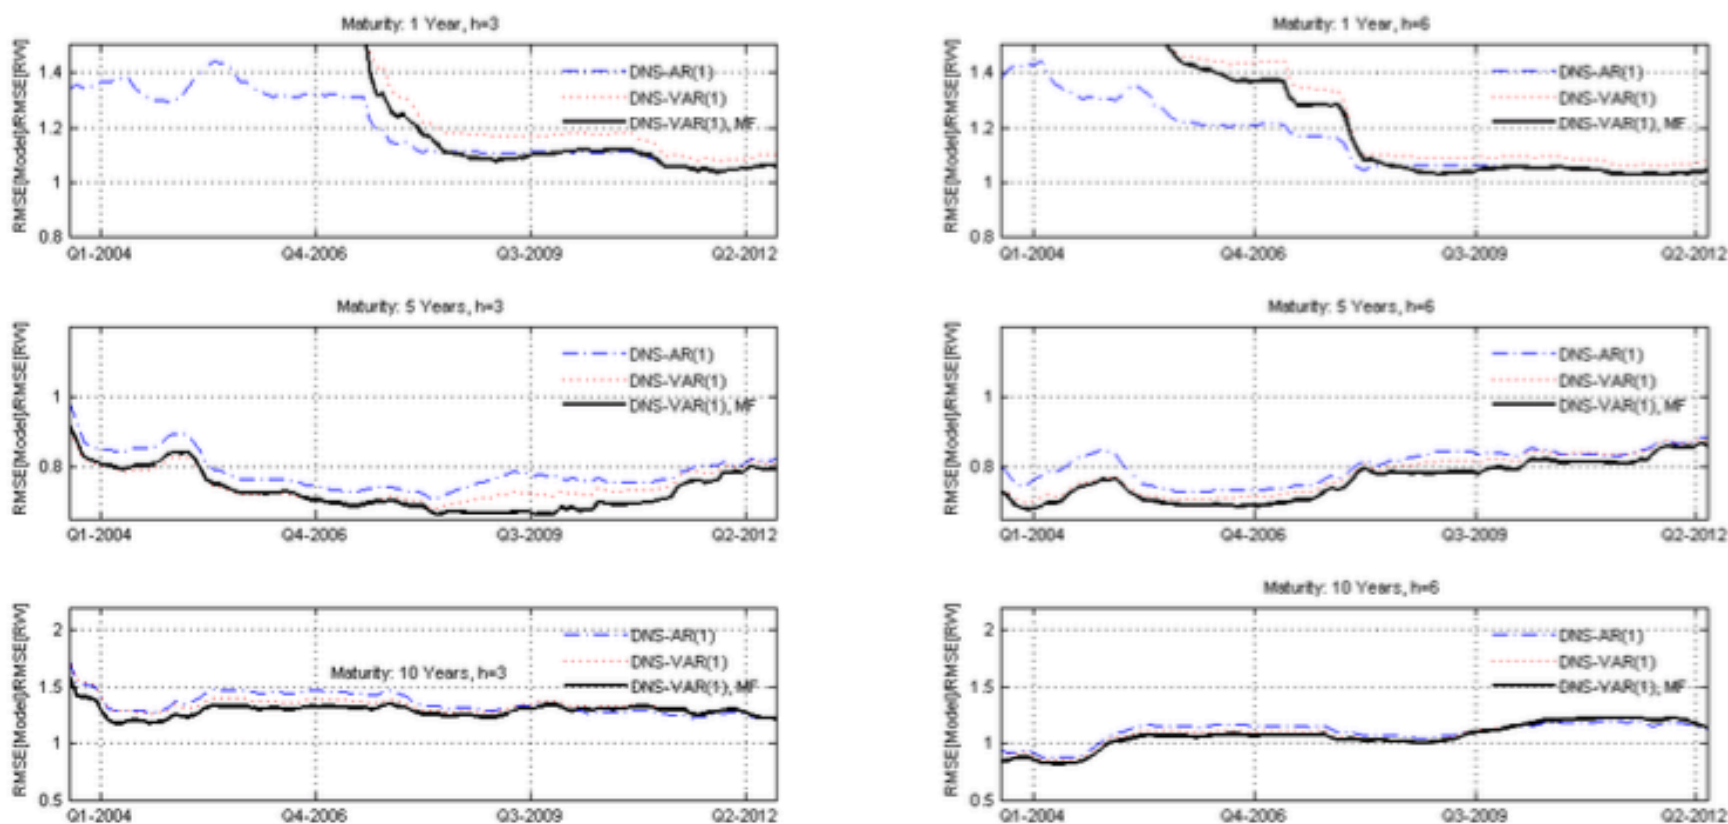 Maturity: 1 Year, h=3
RMSE[Model]/RMSE[RW]
1.4
1.2
1
0.8
DNS-AR(1)
DNS-VAR(1)
DNS-VAR(1), MF
Q1-2004 Q4-2006 Q3-2009 Q2-2012
Maturity: 1 Year, h=6
RMSE[Model]/RMSE[RW]
1.4
1.2
1
0.8
DNS-AR(1)
DNS-VAR(1)
DNS-VAR(1), MF
Q1-2004 Q4-2006 Q3-2009 Q2-2012
Maturity: 5 Years, h=3
RMSE[Model]/RMSE[RW]
1
0.8
DNS-AR(1)
DNS-VAR(1)
DNS-VAR(1), MF
Q1-2004 Q4-2006 Q3-2009 Q2-2012
Maturity: 5 Years, h=6
RMSE[Model]/RMSE[RW]
1
0.8
DNS-AR(1)
DNS-VAR(1)
DNS-VAR(1), MF
Q1-2004 Q4-2006 Q3-2009 Q2-2012
RMSE[Model]/RMSE[RW]
2
1.5
1
0.5
DNS-AR(1)
DNS-VAR(1)
Maturity: 10 Years, h=3
DNS-VAR(1), MF
Q1-2004 Q4-2006 Q3-2009 Q2-2012
Maturity: 10 Years, h=6
RMSE[Model]/RMSE[RW]
2
1.5
1
0.5
DNS-AR(1)
DNS-VAR(1)
DNS-VAR(1), MF
Q1-2004 Q4-2006 Q3-2009 Q2-2012